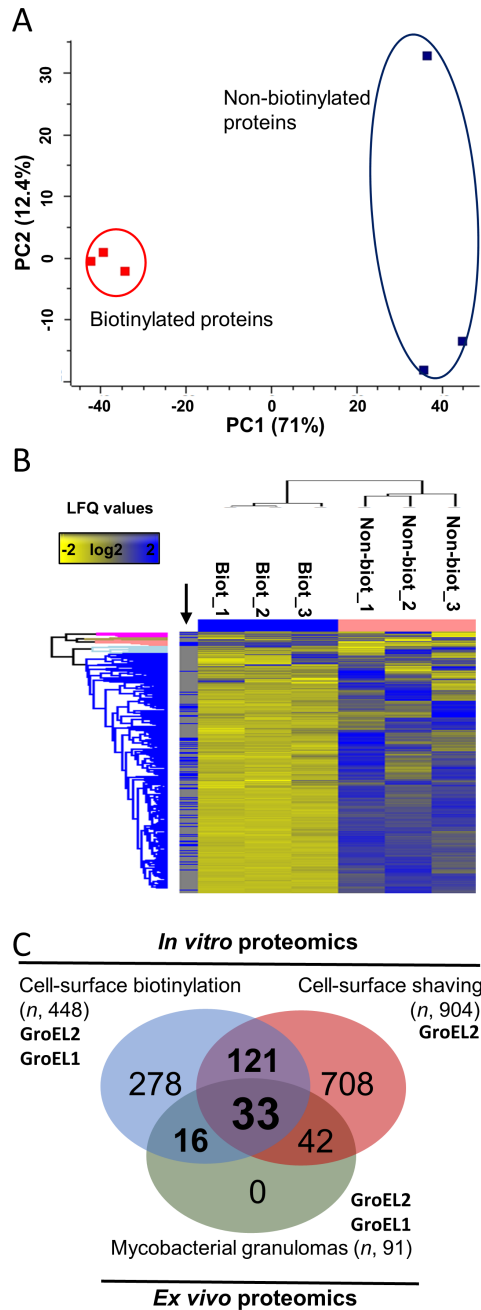 A
PC2 (12.4%)
30
20
10
0
-10
Non-biotinylated
proteins
Biotinylated proteins
-40
-20
0
20
40
PC1 (71%)
B
LFQ values
-2 log2 2
Biot_1
Biot_2
Biot_3
Non-biot_1
Non-biot_2
Non-biot_3
C
In vitro proteomics
Cell-surface biotinylation
(n, 448)
GroEL2
GroEL1
Cell-surface shaving
(n, 904)
GroEL2
121
278
708
33
16
42
0
GroEL2
GroEL1
Mycobacterial granulomas (n, 91)
Ex vivo proteomics